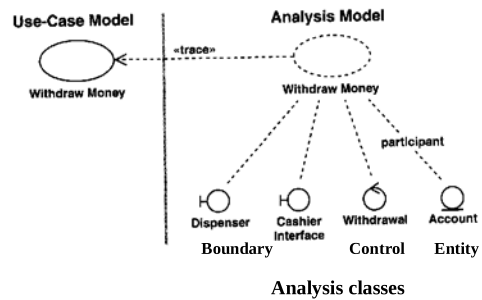 Use-Case Model
Analysis Model
«trace»
Withdraw Money
Withdraw Money
participant
Dispenser
Cashier
Interface
Withdrawal
Account
Boundary
Control
Entity
Analysis classes